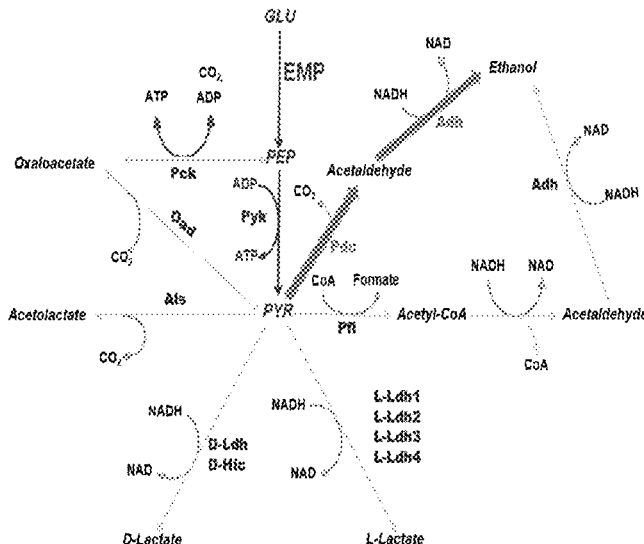 GLU
NAD
Ethanol
CO2
EMP
ATP
ADP
NADH
Adh
NAD
Oxaloacetate
PEP
Acetaldehyde
Pck
ADP
CO2
Adh
NADH
Oad
Pyk
Pdc
CO2
ATP
CoA
Formate
NADH
NAD
Als
Acetolactate
PYR
Acetyl-CoA
Acetaldehyde
Pfl
CO2
CoA
NADH
NADH
L-Ldh1
L-Ldh2
D-Ldh
L-Ldh3
D-Hic
L-Ldh4
NAD
NAD
D-Lactate
L-Lactate